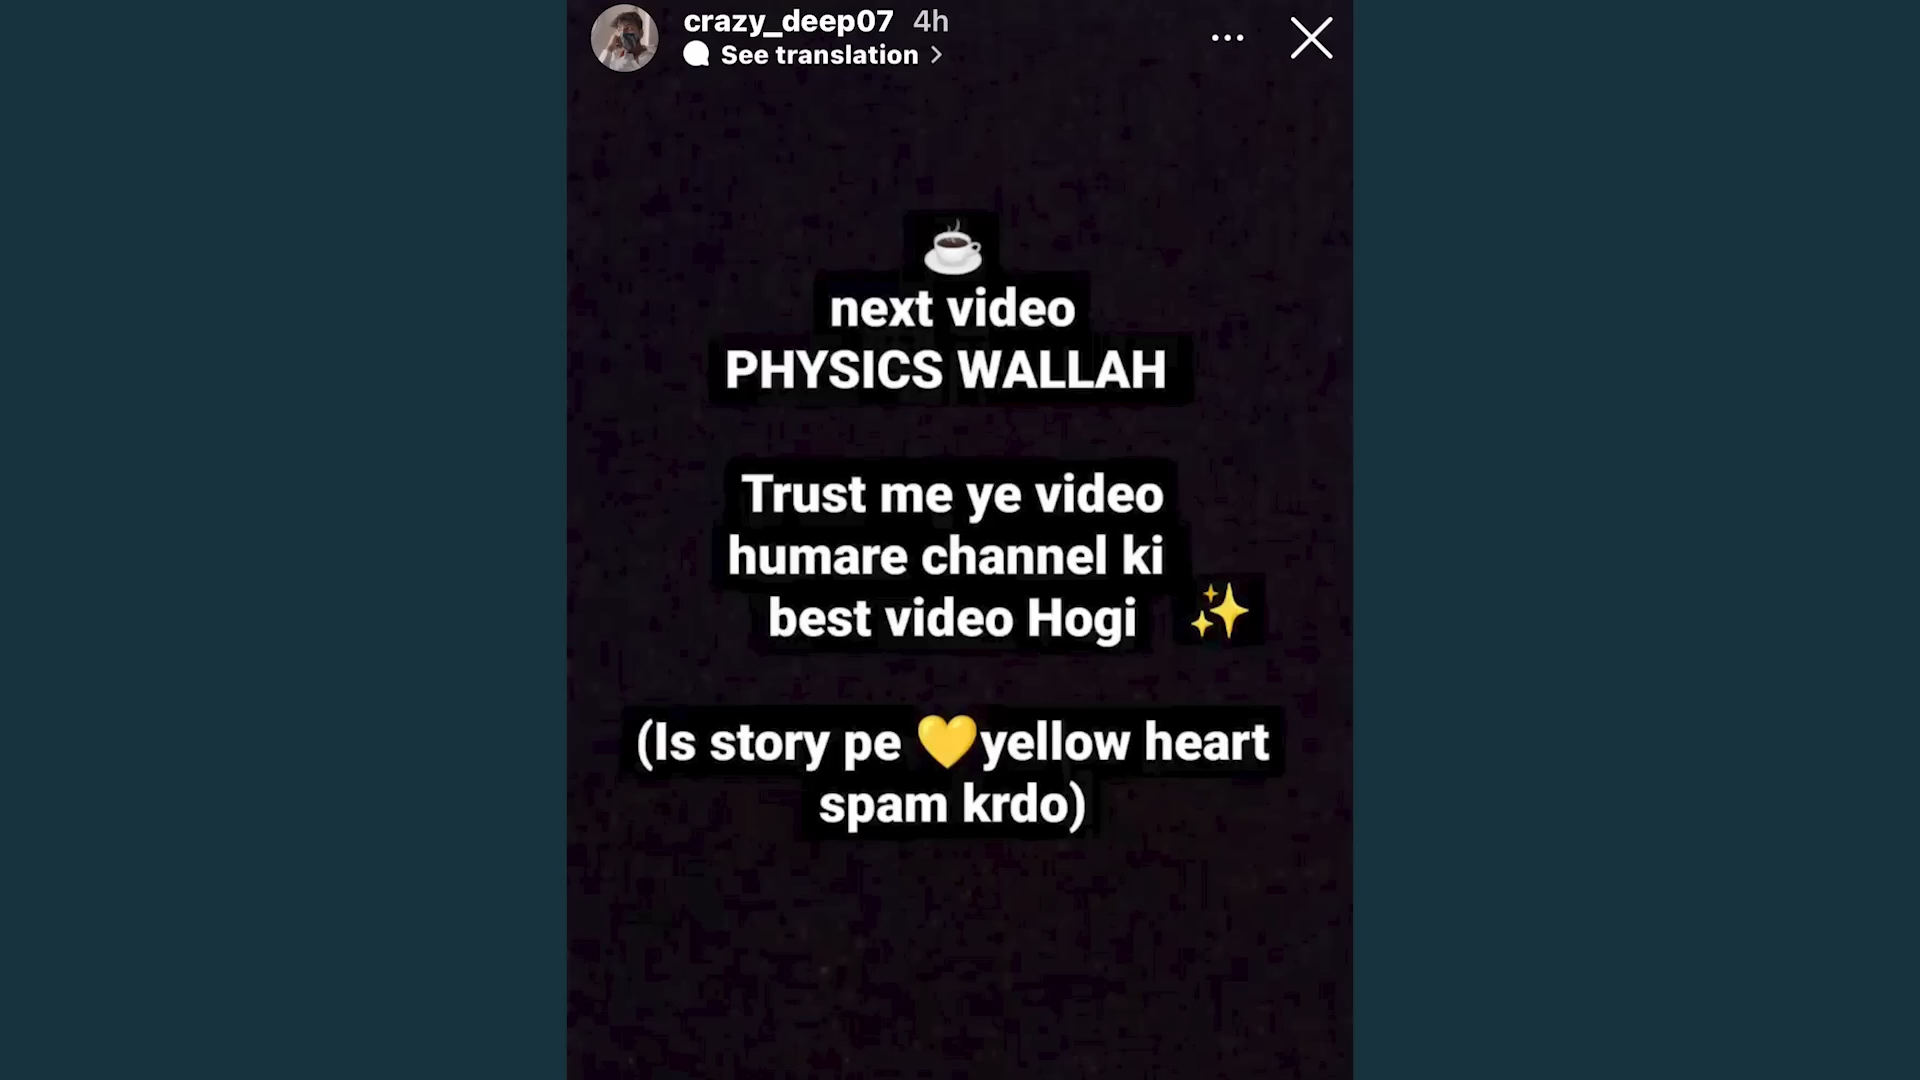 crazy_deep07 4h
See translation
next video
PHYSICS WALLAH
Trust me ye video
humare channel ki
best video Hogi ✨
(Is story pe 💛yellow heart
spam krdo)